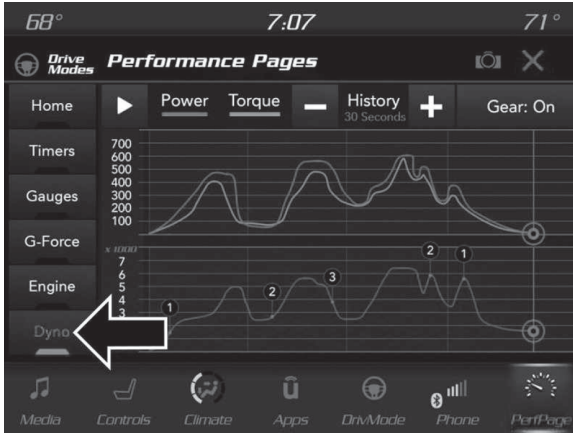 68° 7:07 71°
Drive Modes Performance Pages
Home
Power Torque History Gear: On
30 Seconds
Timers
Gauges
G-Force
Engine
Dyno
700
600
500
400
300
200
100
x 1000
7
6
5
4
3
1 2 3 2 1
Media Controls Climate Apps DrivMode Phone PerfPage